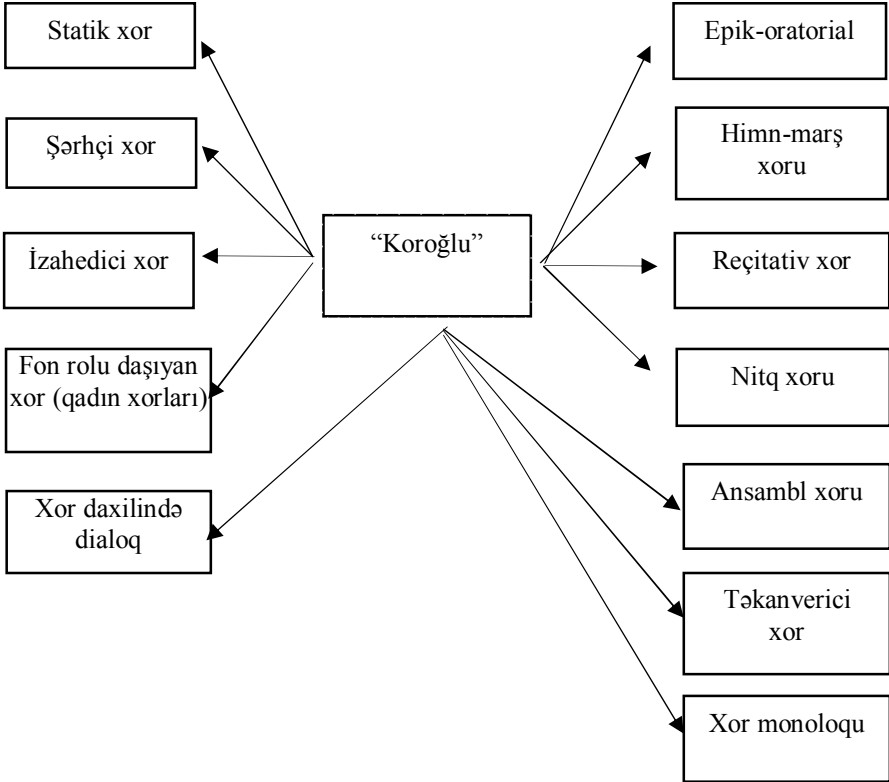 Statik xor
Şərhçi xor
İzahedici xor
Fon rolu daşıyan
xor (qadın xorları)
Xor daxilində
dialoq
“Koroğlu”
Epik-oratorial
Himn-marş
xoru
Reçitativ xor
Nitq xoru
Ansambl xoru
Təkanverici
xor
Xor monoloqu